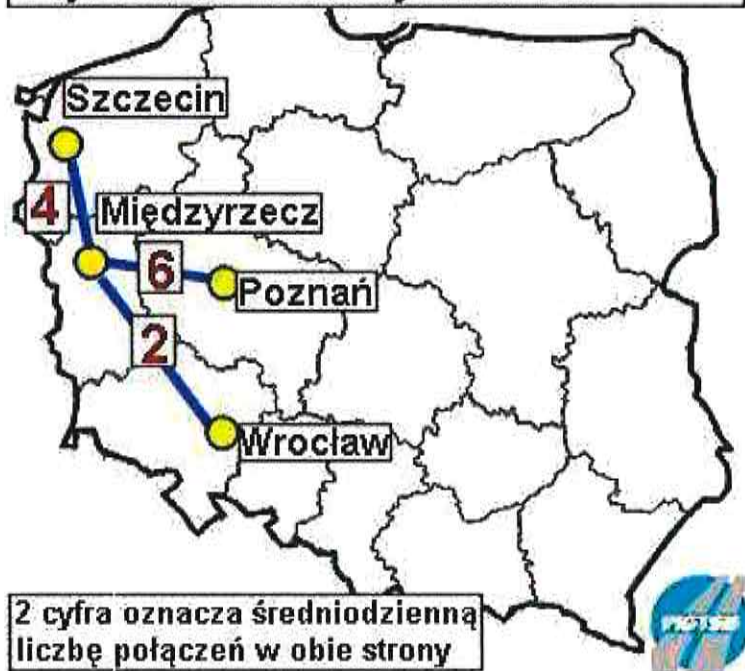 Szczecin
4
Międzyrzecz
6
Poznań
2
Wrocław
2 cyfra oznacza średniodzienną
liczbę połączeń w obie strony